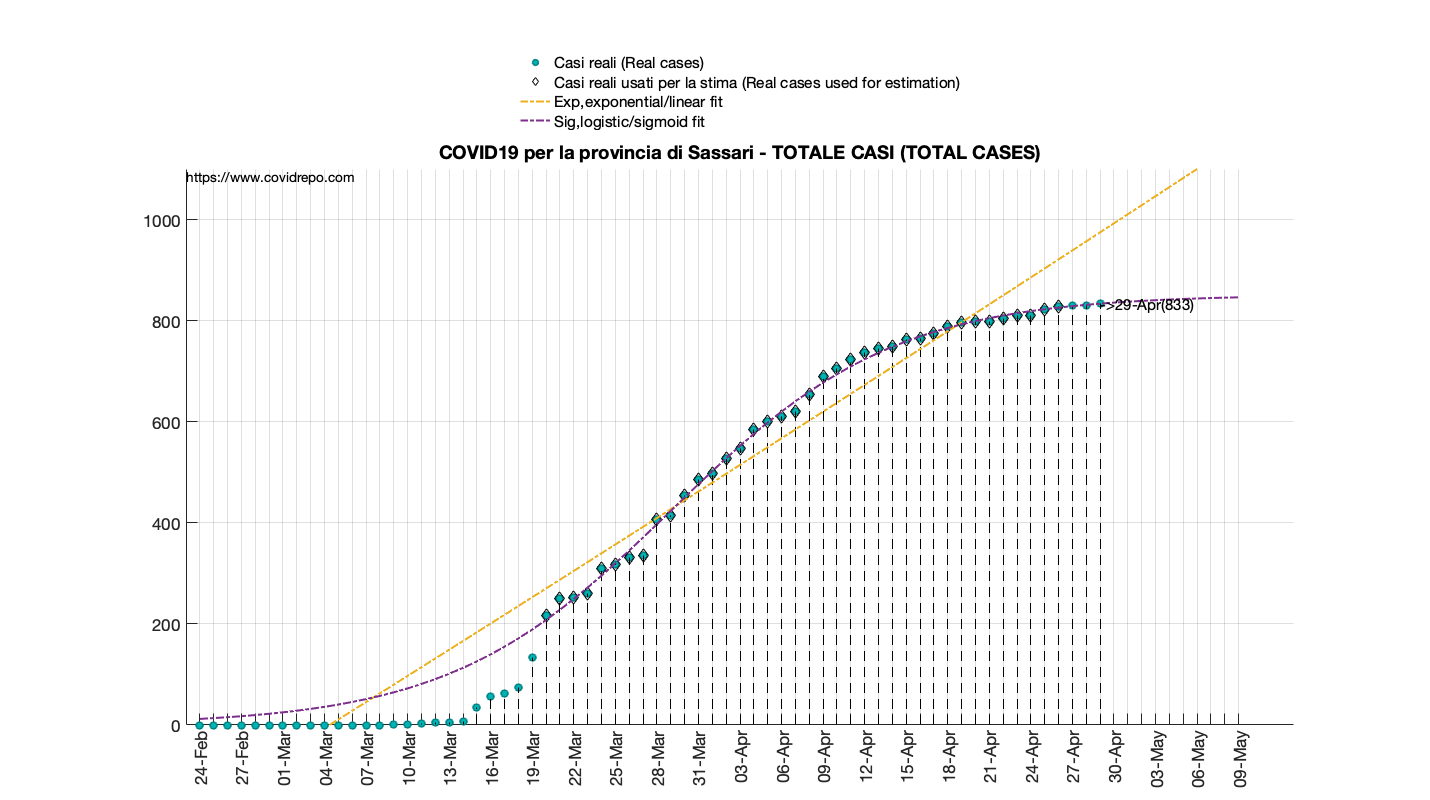 Casi reali (Real cases)
Casi reali usati per la stima (Real cases used for estimation)
Exp,exponential/linear fit
Sig,logistic/sigmoid fit
COVID19 per la provincia di Sassari - TOTALE CASI (TOTAL CASES)
https://www.covidrepo.com
1000
800
600
400
200
0
->29-Apr(833)
24-Feb
27-Feb
01-Mar
04-Mar
07-Mar
10-Mar
13-Mar
16-Mar
19-Mar
22-Mar
25-Mar
28-Mar
31-Mar
03-Apr
06-Apr
09-Apr
12-Apr
15-Apr
18-Apr
21-Apr
24-Apr
27-Apr
30-Apr
03-May
06-May
09-May